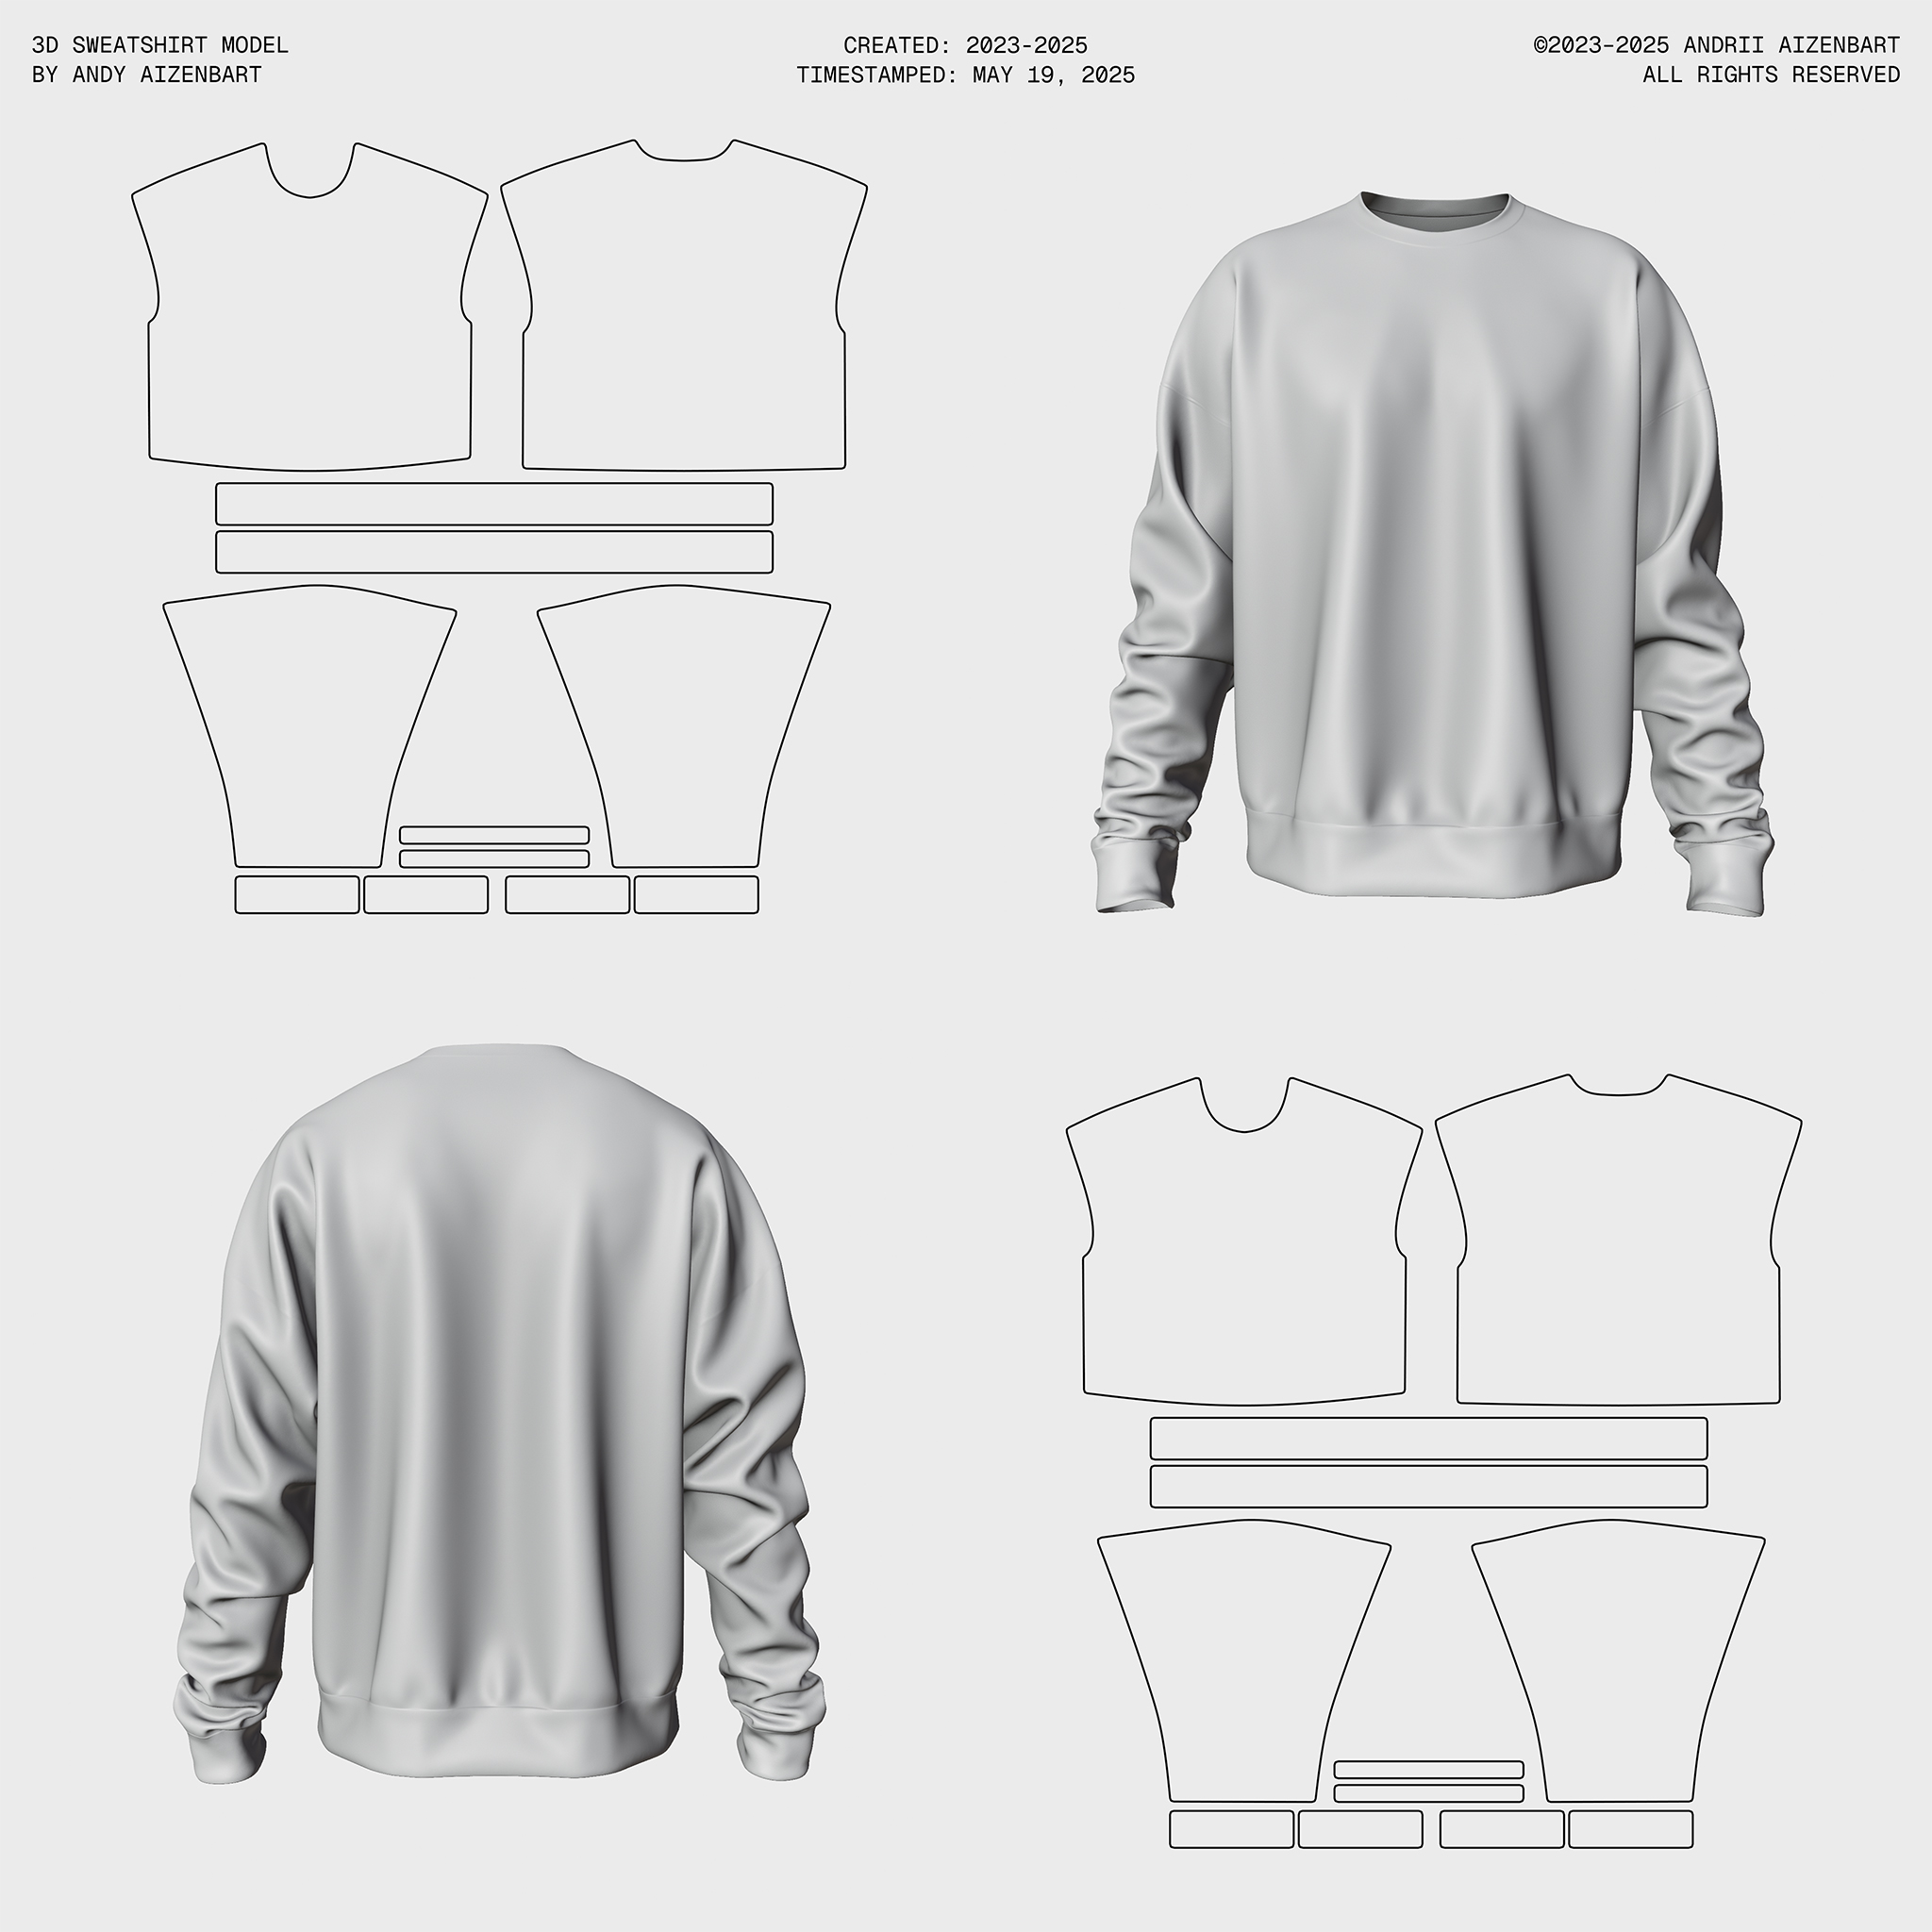 3D SWEATSHIRT MODEL
BY ANDY AIZENBART
CREATED: 2023-2025
TIMESTAMPED: MAY 19, 2025
©2023-2025 ANDRII AIZENBART
ALL RIGHTS RESERVED